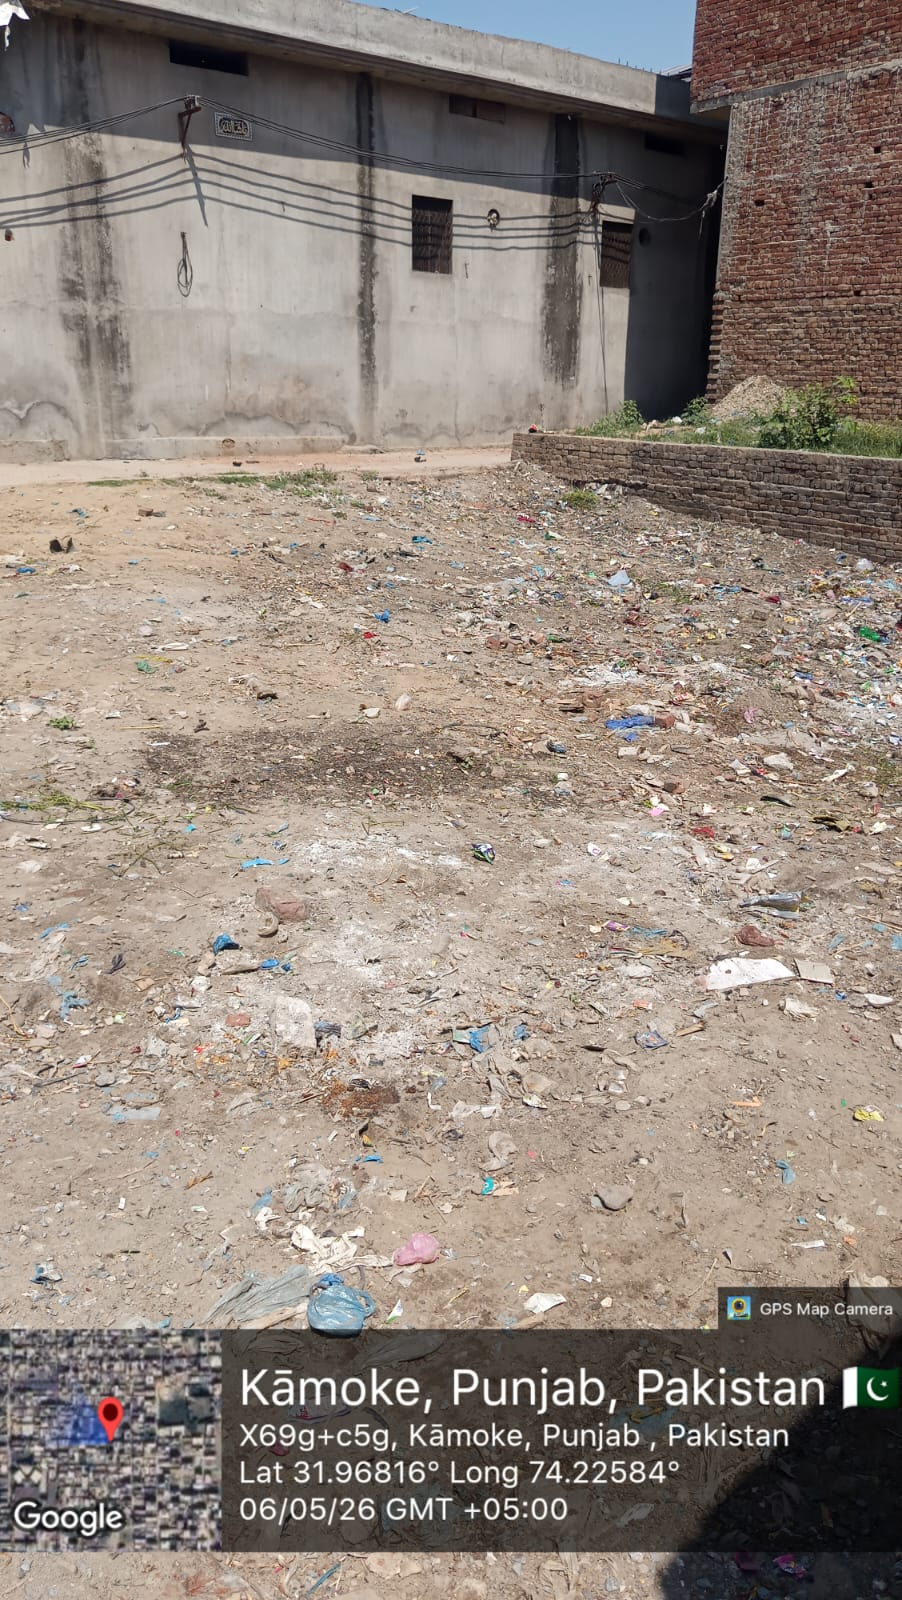 GPS Map Camera
Kāmoke, Punjab, Pakistan
X69g+c5g, Kāmoke, Punjab , Pakistan
Lat 31.96816° Long 74.22584°
06/05/26 GMT +05:00
Google